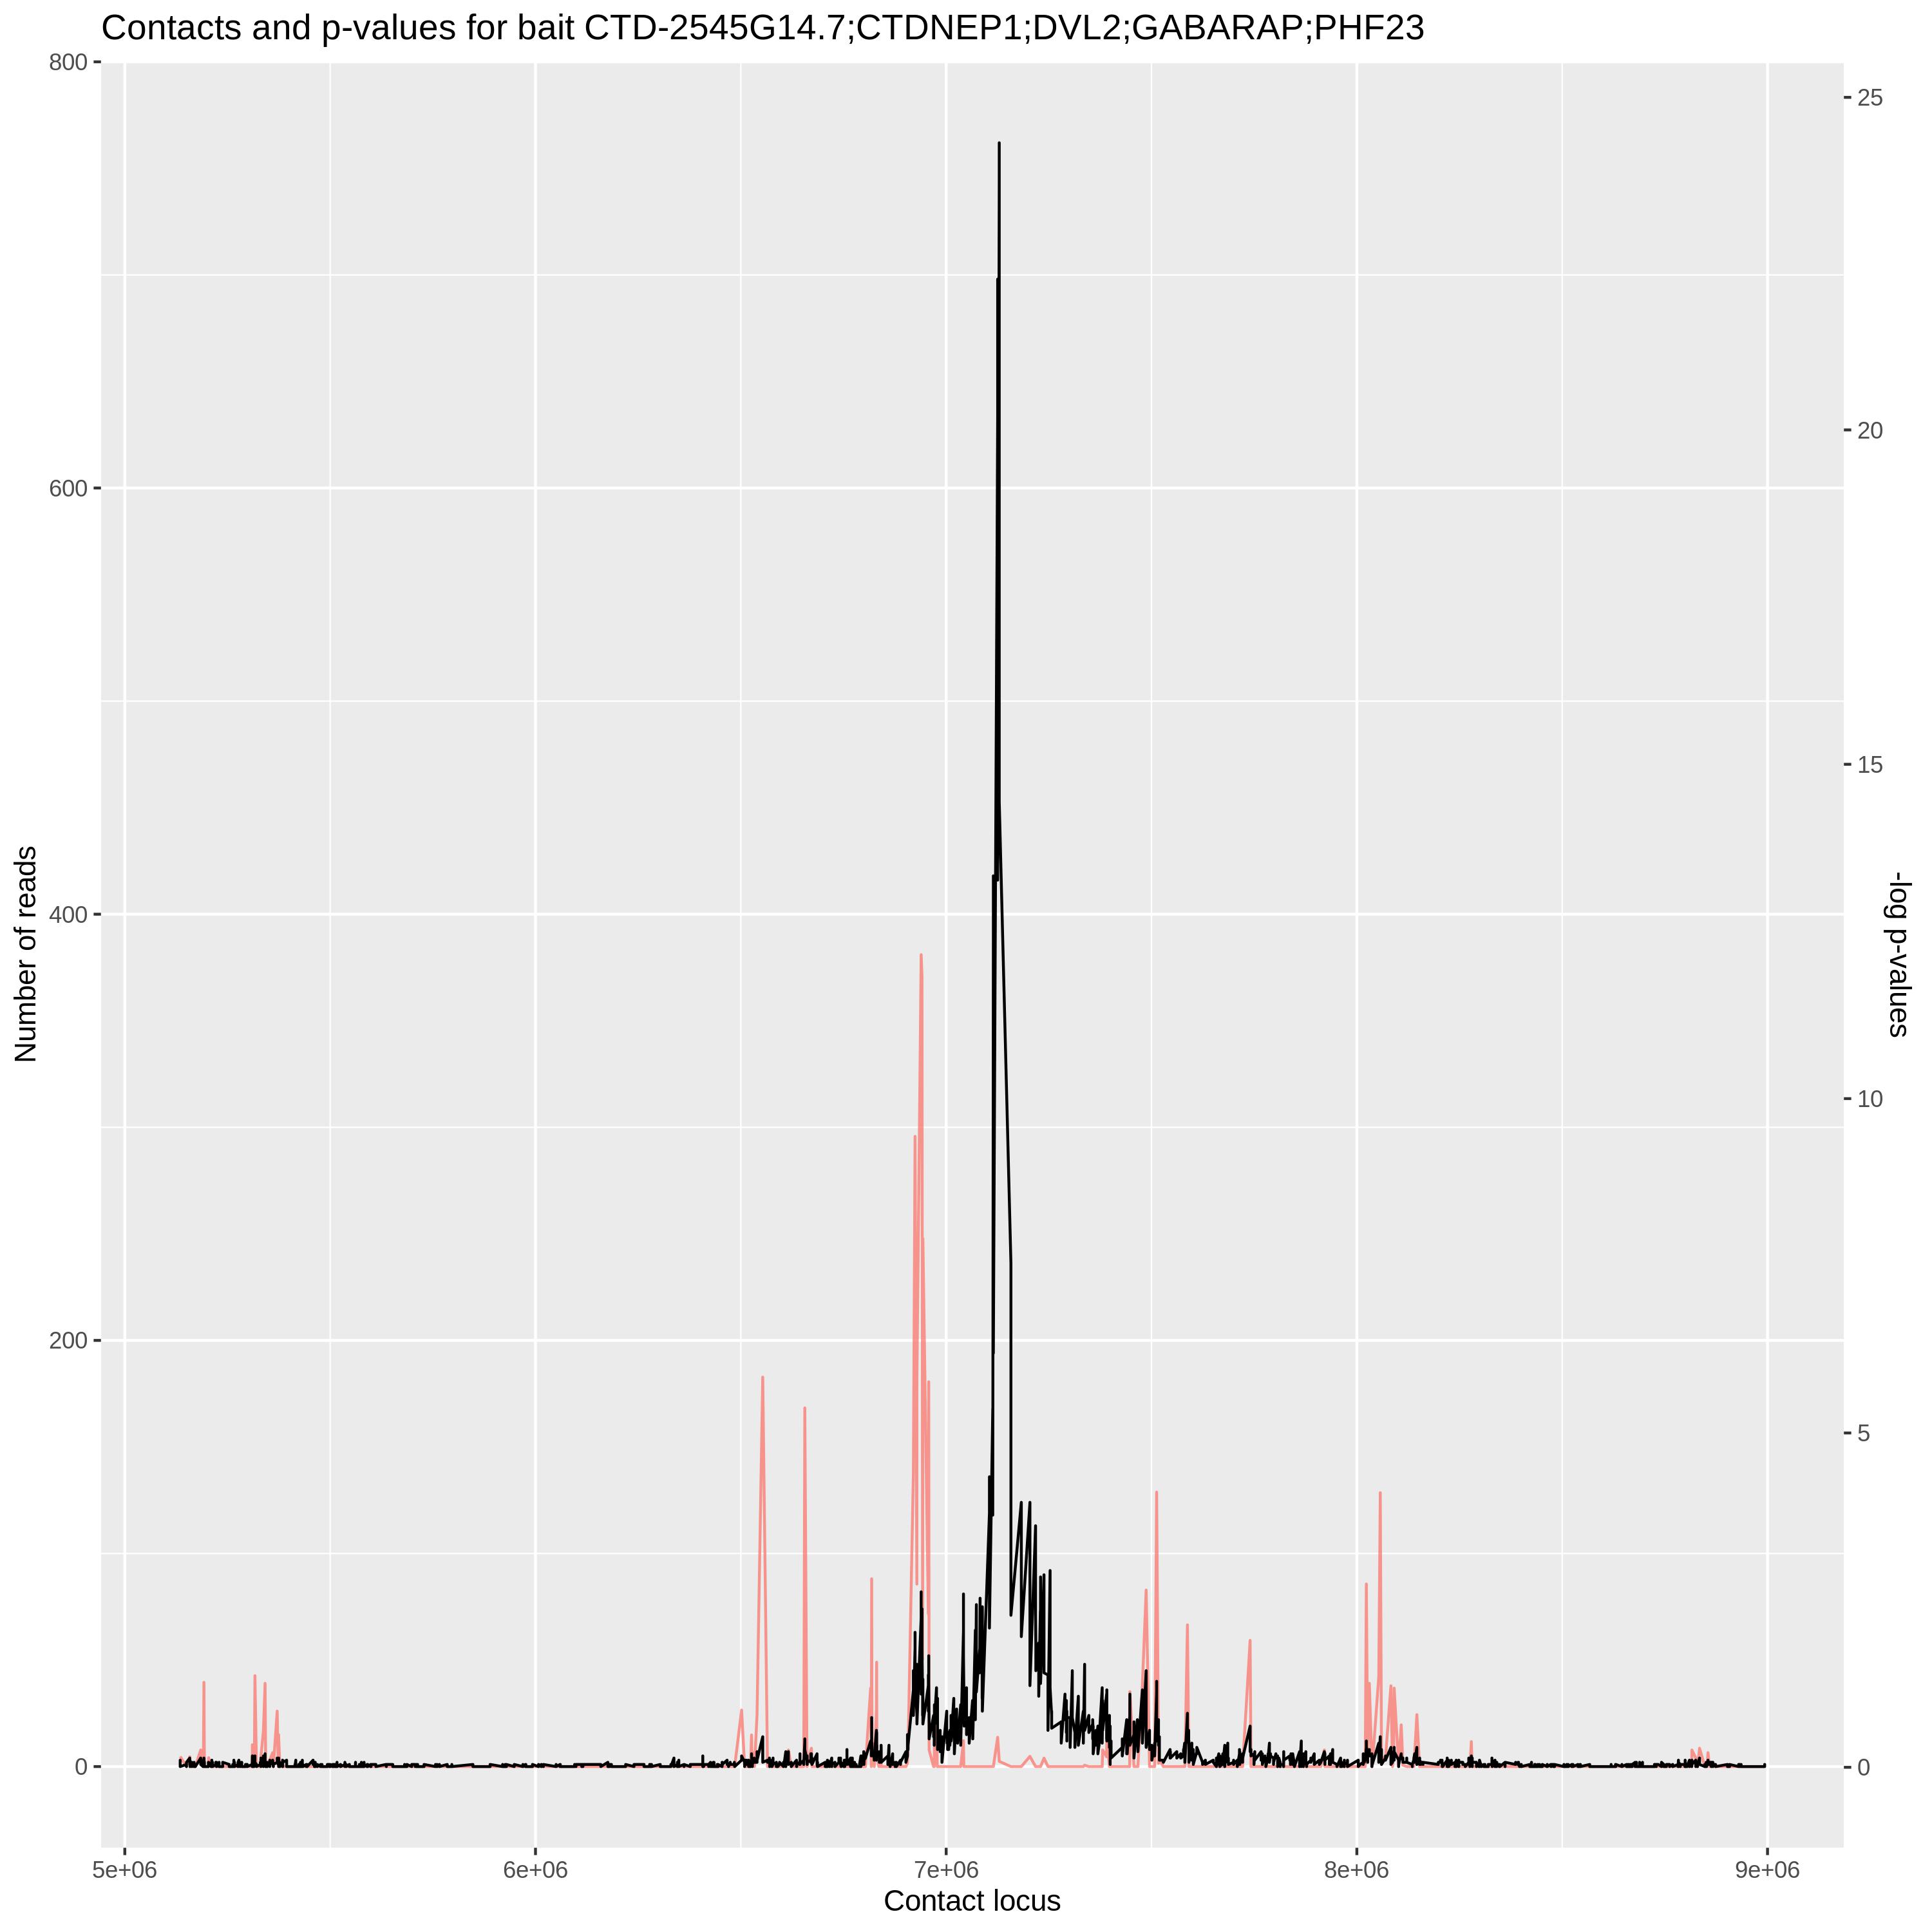 Contacts and p-values for bait CTD-2545G14.7;CTDNEP1;DVL2;GABARAP;PHF23
800
600
400
200
0
Number of reads
25
20
15
10
5
0
-log p-values
5e+06
6e+06
7e+06
8e+06
9e+06
Contact locus